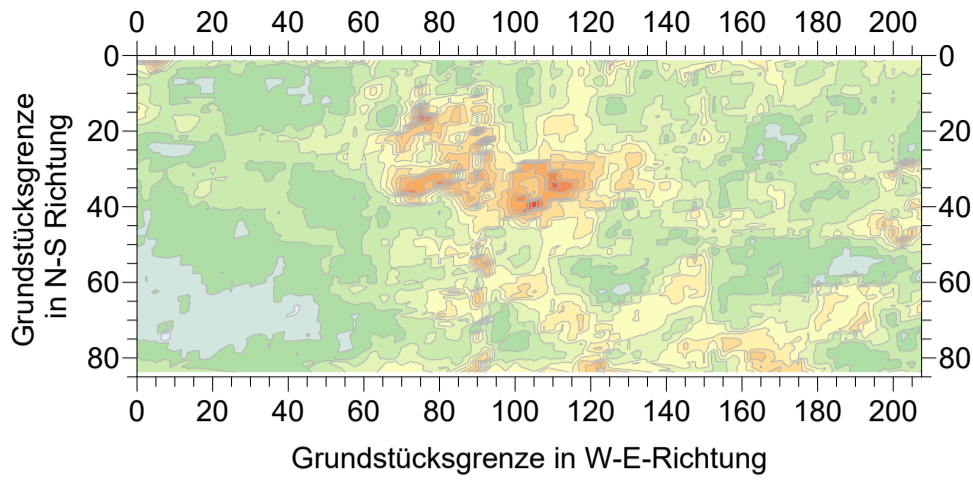 0 20 40 60 80 100 120 140 160 180 200
0 0
20 20
40 40
60 60
80 80
Grundstücksgrenze
in N-S Richtung
0 20 40 60 80 100 120 140 160 180 200
Grundstücksgrenze in W-E-Richtung